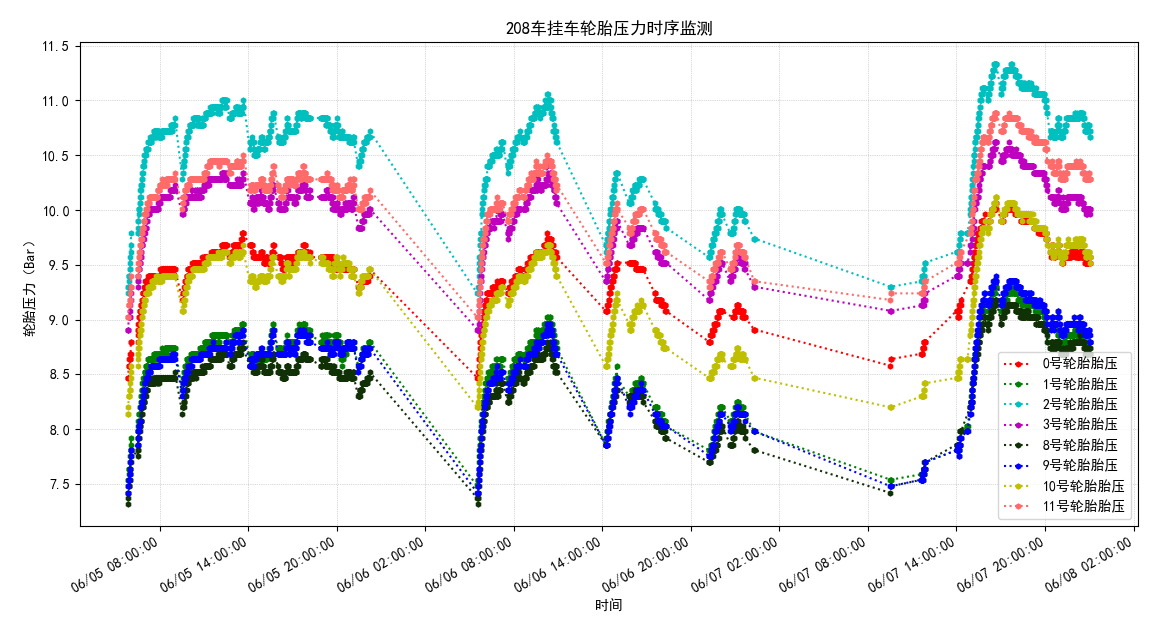 208车挂车轮胎压力时序监测
轮胎压力 (Bar)
11.5
11.0
10.5
10.0
9.5
9.0
8.5
8.0
7.5
0号轮胎胎压
1号轮胎胎压
2号轮胎胎压
3号轮胎胎压
8号轮胎胎压
9号轮胎胎压
10号轮胎胎压
11号轮胎胎压
06/05 08:00:00
06/05 14:00:00
06/05 20:00:00
06/06 02:00:00
06/06 08:00:00
06/06 14:00:00
06/06 20:00:00
06/07 02:00:00
06/07 08:00:00
06/07 14:00:00
06/07 20:00:00
06/08 02:00:00
时间